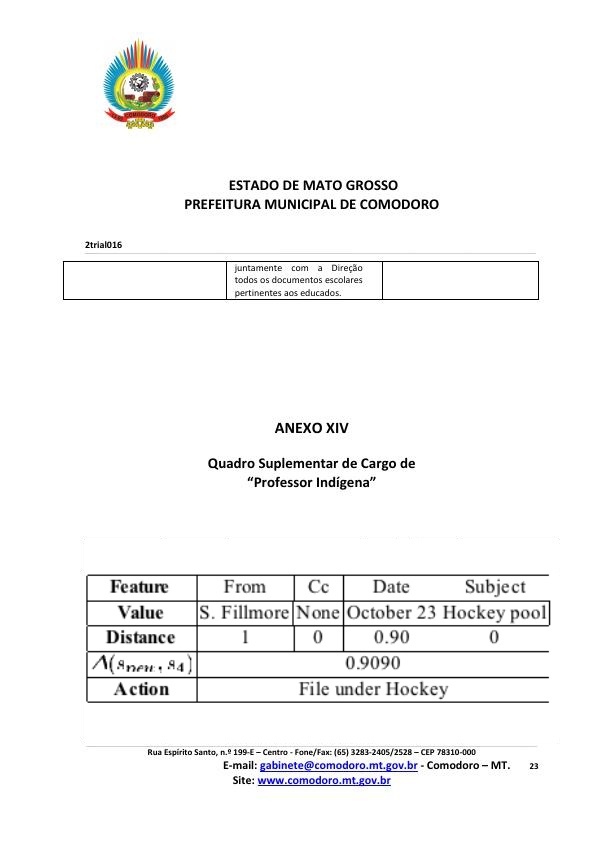 COMODORO
ESTADO DE MATO GROSSO
PREFEITURA MUNICIPAL DE COMODORO
2trial016
juntamente com a Direção
todos os documentos escolares
pertinentes aos educados.
ANEXO XIV
Quadro Suplementar de Cargo de
“Professor Indígena”
Feature From Cc Date Subject
Value S. Fillmore None October 23 Hockey pool
Distance 1 0 0.90 0
0.9090
Action File under Hockey
Rua Espírito Santo, n.º 199-E – Centro - Fone/Fax: (65) 3283-2405/2528 – CEP 78310-000
E-mail: gabinete@comodoro.mt.gov.br - Comodoro – MT. 23
Site: www.comodoro.mt.gov.br